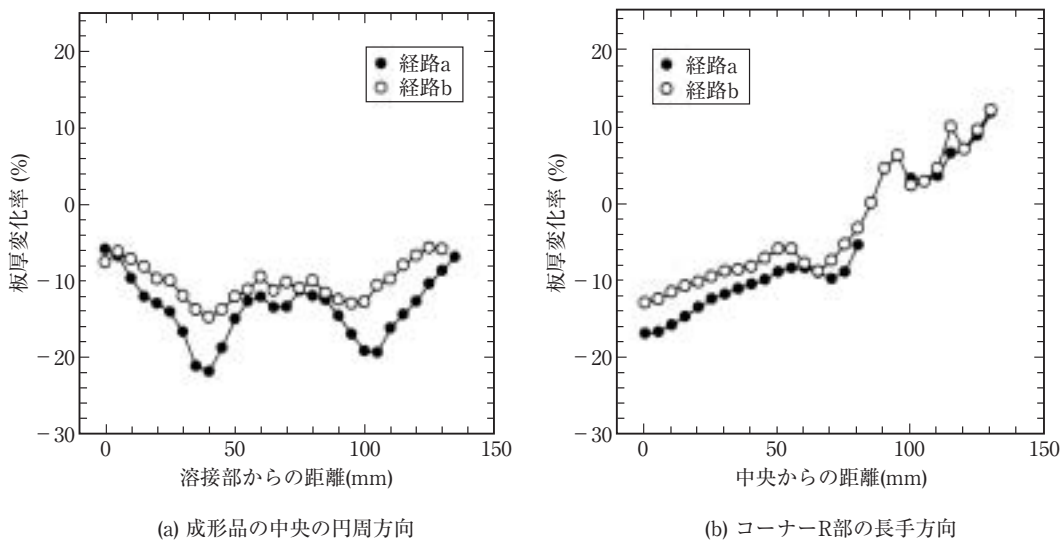 経路a
経路b
板厚変化率 (%)
20
10
0
−10
−20
−30
0
50
100
150
溶接部からの距離(mm)
(a) 成形品の中央の円周方向
経路a
経路b
板厚変化率 (%)
20
10
0
−10
−20
−30
0
50
100
150
中央からの距離(mm)
(b) コーナーR部の長手方向